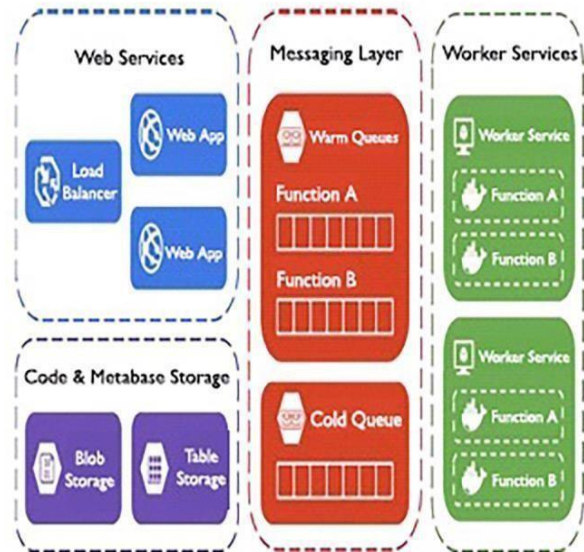 Web Services
Load
Balancer
Web App
Web App
Code & Metabase Storage
Blob
Storage
Table
Storage
Messaging Layer
Warm Queues
Function A
Function B
Cold Queue
Worker Services
Worker Service
Function A
Function B
Worker Service
Function A
Function B